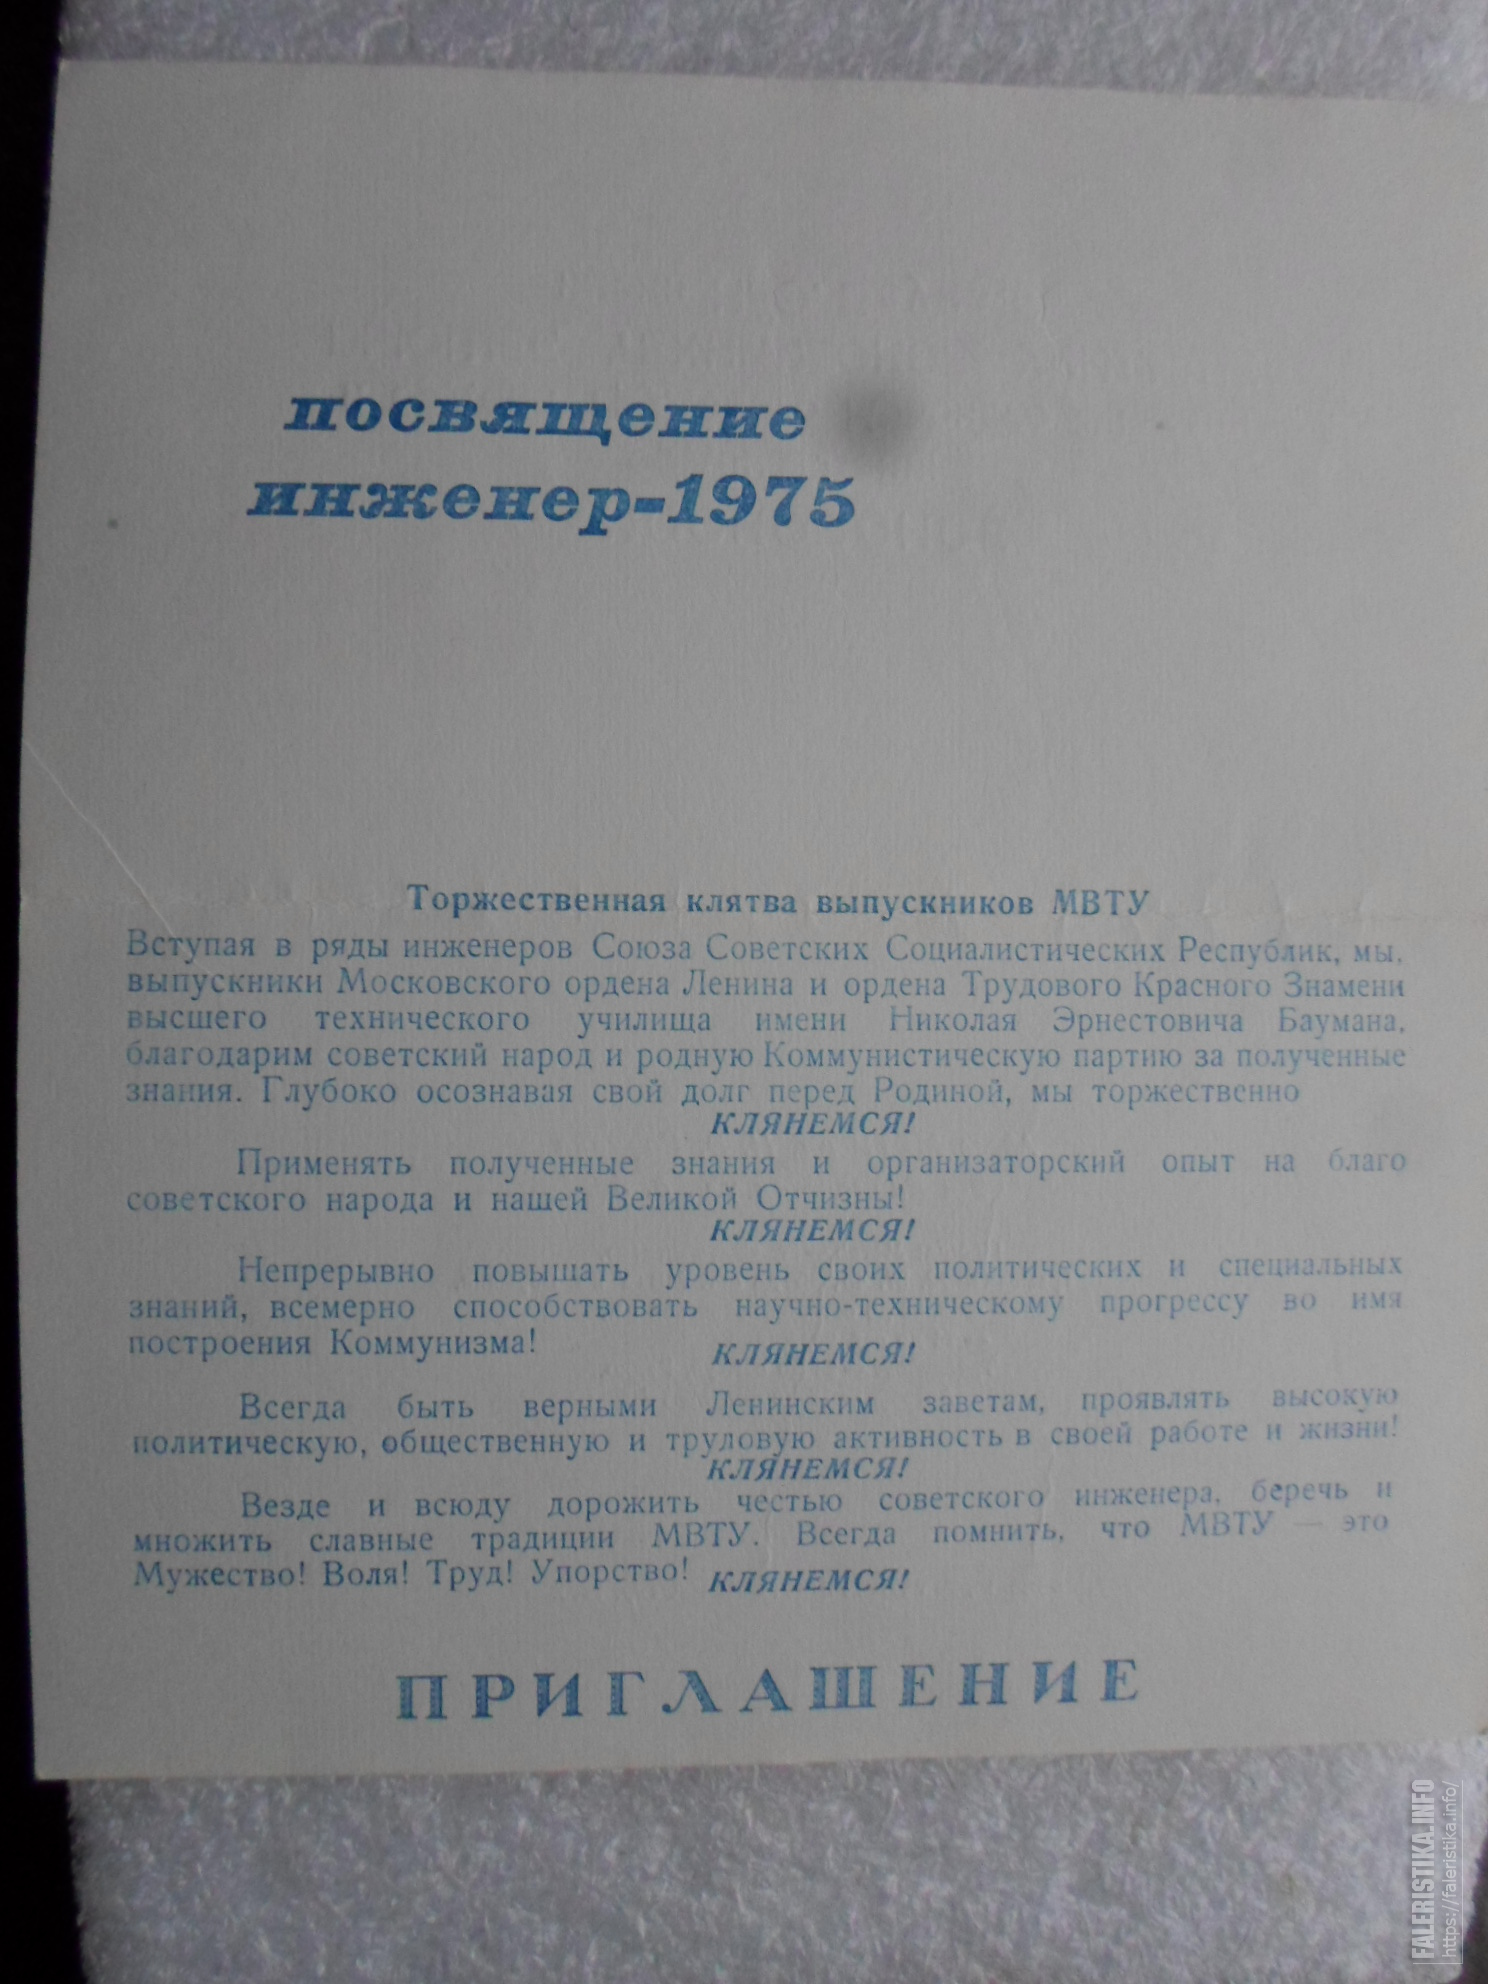 посвящение
инженер-1975
Торжественная клятва выпускников МВТУ
Вступая в ряды инженеров Союза Советских Социалистических Республик, мы,
выпускники Московского ордена Ленина и ордена Трудового Красного Знамени
высшего технического училища имени Николая Эрнестовича Баумана,
благодарим советский народ и родную Коммунистическую партию за полученные
знания. Глубоко осознавая свой долг перед Родиной, мы торжественно
КЛЯНЕМСЯ!
Применять полученные знания и организаторский опыт на благо
советского народа и нашей Великой Отчизны!
КЛЯНЕМСЯ!
Непрерывно повышать уровень своих политических и специальных
знаний, всемерно способствовать научно-техническому прогрессу во имя
построения Коммунизма!
КЛЯНЕМСЯ!
Всегда быть верными Ленинским заветам, проявлять высокую
политическую, общественную и трудовую активность в своей работе и жизни!
КЛЯНЕМСЯ!
Везде и всюду дорожить честью советского инженера, беречь и
множить славные традиции МВТУ. Всегда помнить, что МВТУ — это
Мужество! Воля! Труд! Упорство!
КЛЯНЕМСЯ!
ПРИГЛАШЕНИЕ
FALERISTIKA.INFO
https://faleristika.info/